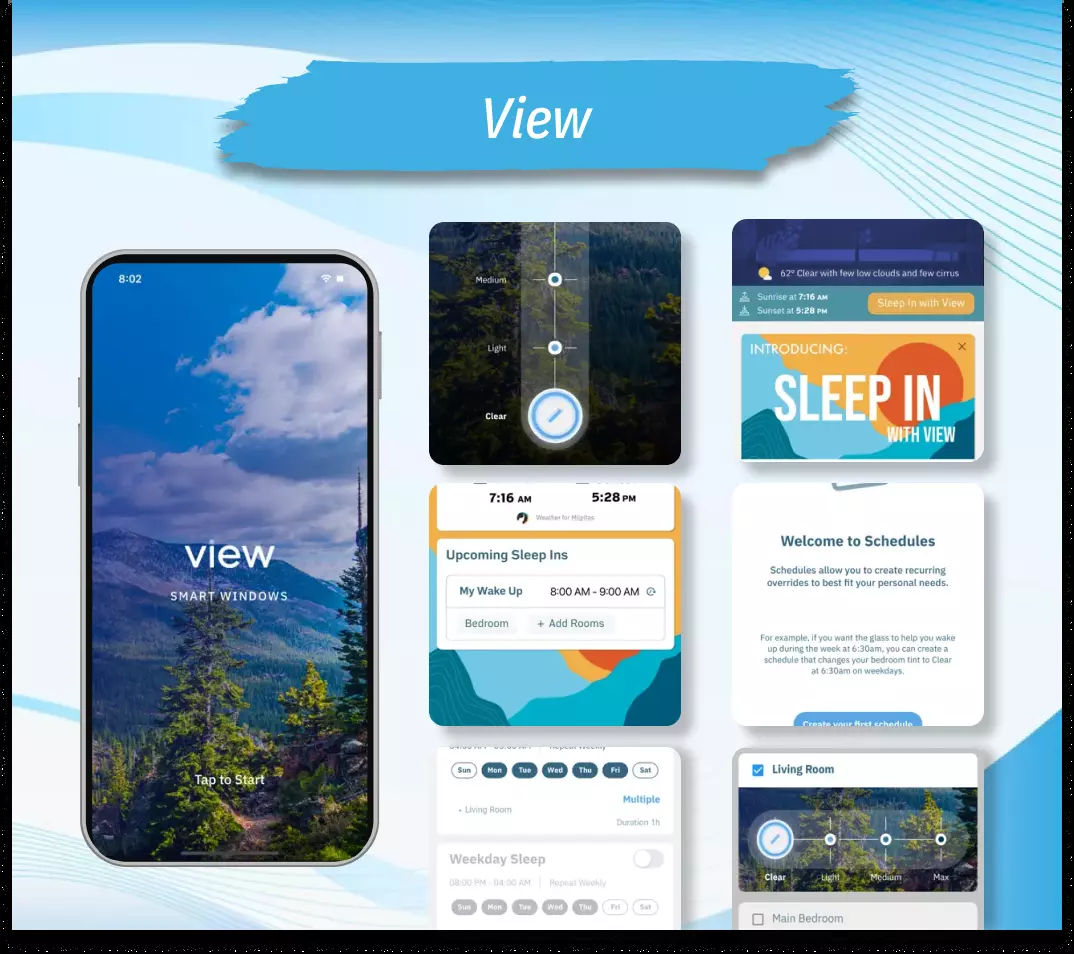 View
8:02
view
SMART WINDOWS
Tap to Start
Medium
Light
Clear
62° Clear with few low clouds and few cirrus
Sunrise at 7:16 AM
Sunset at 5:28 PM
Sleep In with View
INTRODUCING:
SLEEP IN
WITH VIEW
7:16 AM 5:28 PM
Weather for Milpitas
Upcoming Sleep Ins
My Wake Up 8:00 AM - 9:00 AM
Bedroom + Add Rooms
Welcome to Schedules
Schedules allow you to create recurring
overrides to best fit your personal needs.
For example, if you want the glass to help you wake
up during the week at 6:30am, you can create a
schedule that changes your bedroom tint to Clear
at 6:30am on weekdays.
Create your first schedule
Repeat Weekly
Sun Mon Tue Wed Thu Fri Sat
Multiple
• Living Room
Duration 1h
Weekday Sleep
08:00 PM - 04:00 AM | Repeat Weekly
Sun Mon Tue Wed Thu Fri Sat
Living Room
Clear Light Medium Max
Main Bedroom